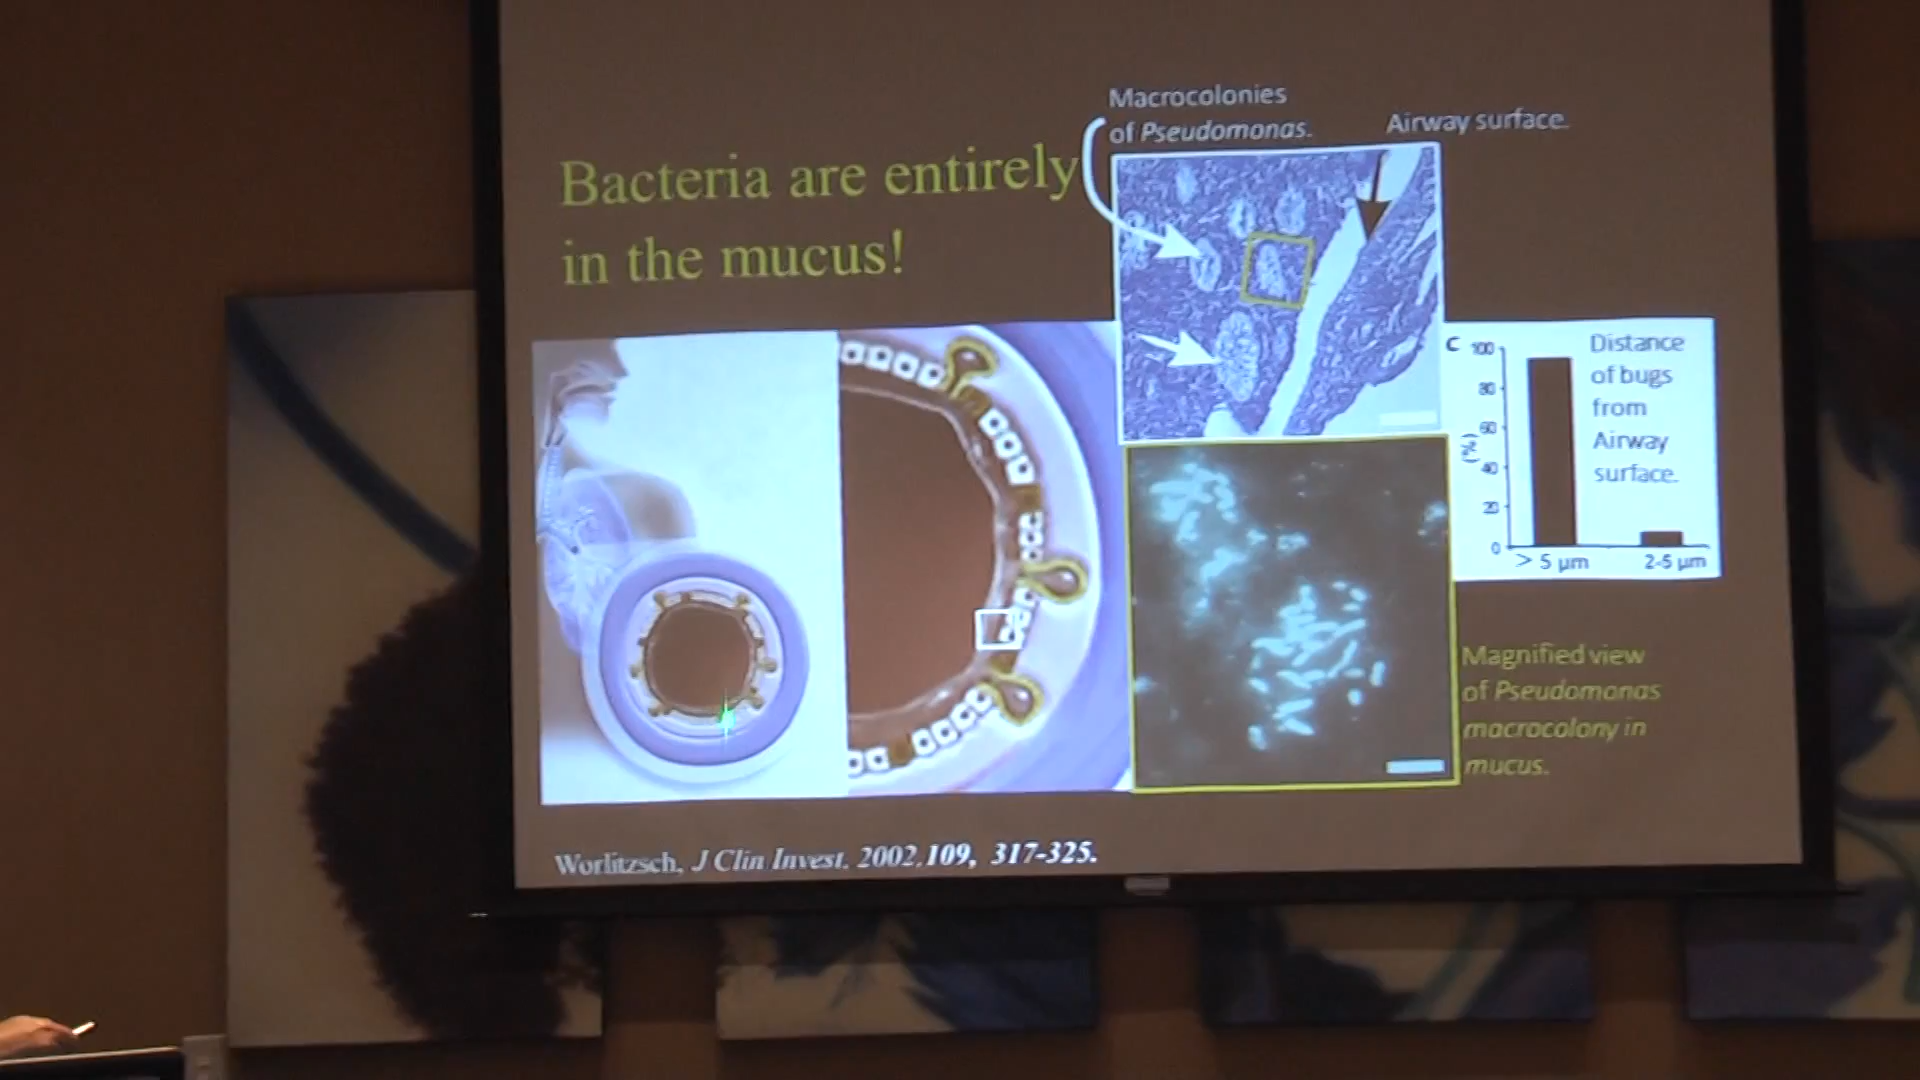 Macrocolonies
of Pseudomonas.
Airway surface.
Bacteria are entirely
in the mucus!
C
100
80
60
40
20
0
(%)
> 5 μm
2-5 μm
Distance
of bugs
from
Airway
surface.
Magnified view
of Pseudomonas
macrocolony in
mucus.
Worlitzsch, J Clin Invest. 2002.109, 317-325.